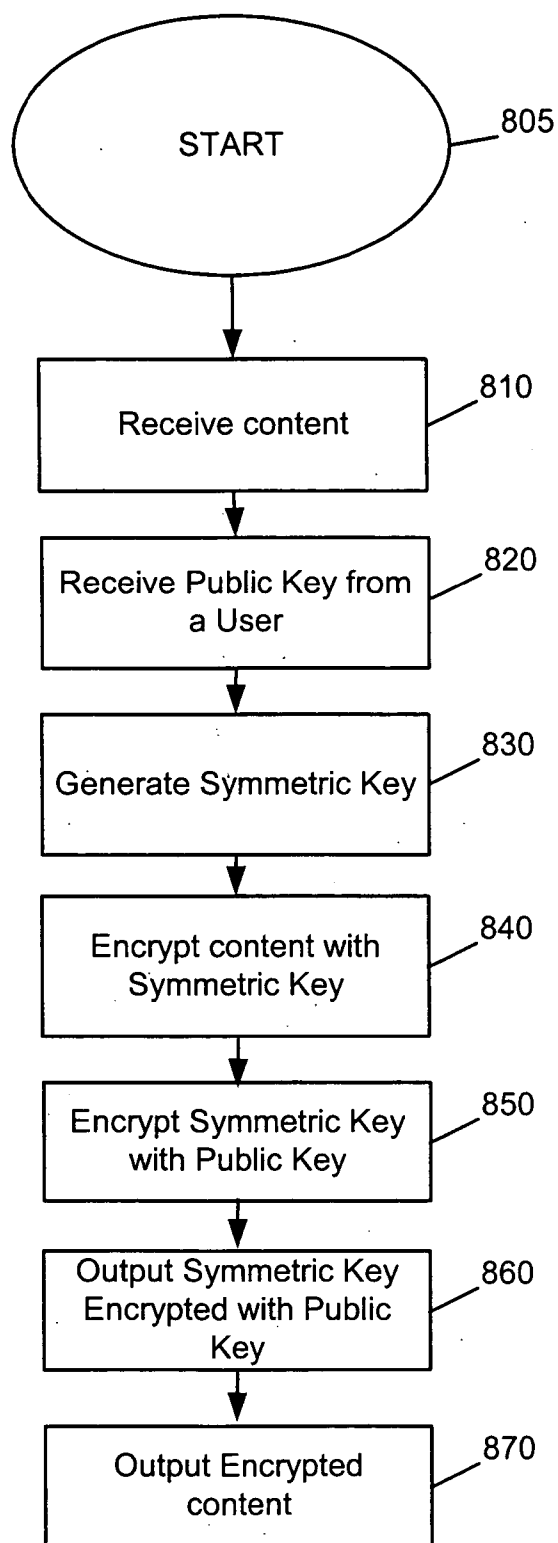 START
805
Receive content
810
Receive Public Key from
a User
820
Generate Symmetric Key
830
Encrypt content with
Symmetric Key
840
Encrypt Symmetric Key
with Public Key
850
Output Symmetric Key
Encrypted with Public
Key
860
Output Encrypted
content
870